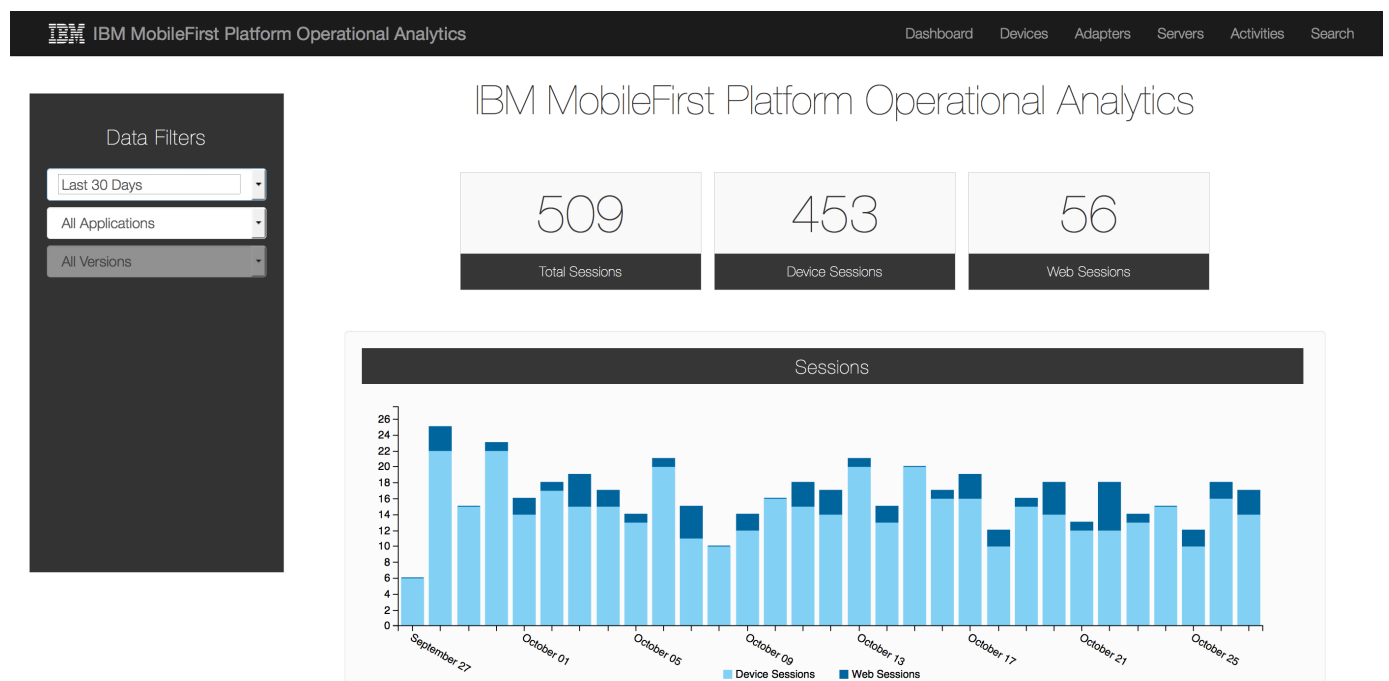 IBM IBM MobileFirst Platform Operational Analytics Dashboard Devices Adapters Servers Activities Search
IBM MobileFirst Platform Operational Analytics
Data Filters
Last 30 Days
All Applications
All Versions
509 453 56
Total Sessions Device Sessions Web Sessions
Sessions
26
24
22
20
18
16
14
12
10
8
6
4
2
0
September 27 October 01 October 05 October 09 October 13 October 17 October 21 October 25
Device Sessions Web Sessions